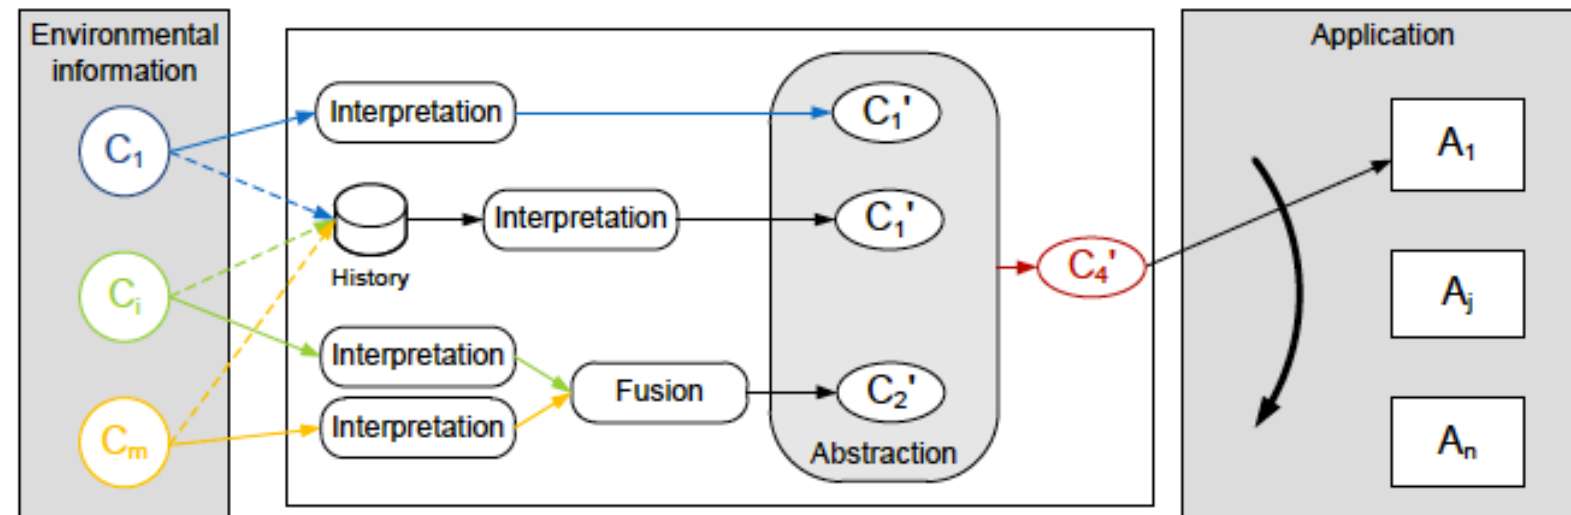 Environmental
information
Application
Interpretation
C₁'
C₁
A₁
Interpretation
C₁'
History
C₄'
Cᵢ
Aⱼ
Interpretation
Fusion
C₂'
Interpretation
Cₘ
Abstraction
Aₙ